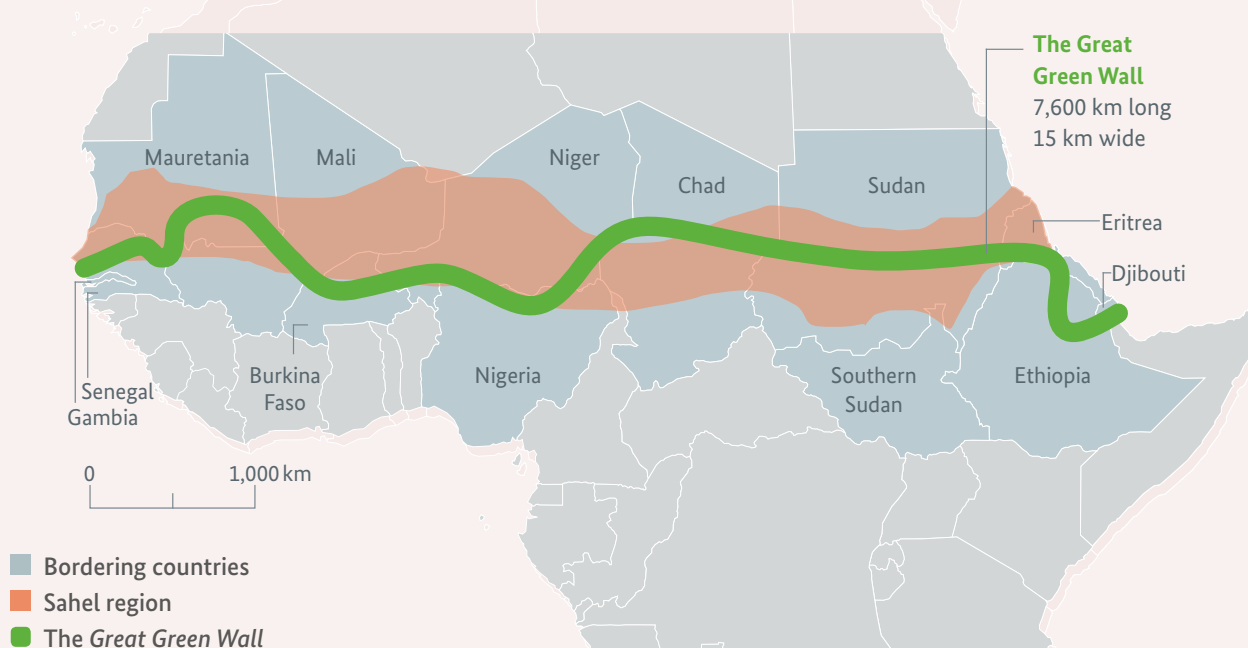 The Great
Green Wall
7,600 km long
15 km wide
Mauretania
Mali
Niger
Chad
Sudan
Eritrea
Djibouti
Senegal
Gambia
Burkina
Faso
Nigeria
Southern
Sudan
Ethiopia
0
1,000 km
Bordering countries
Sahel region
The Great Green Wall